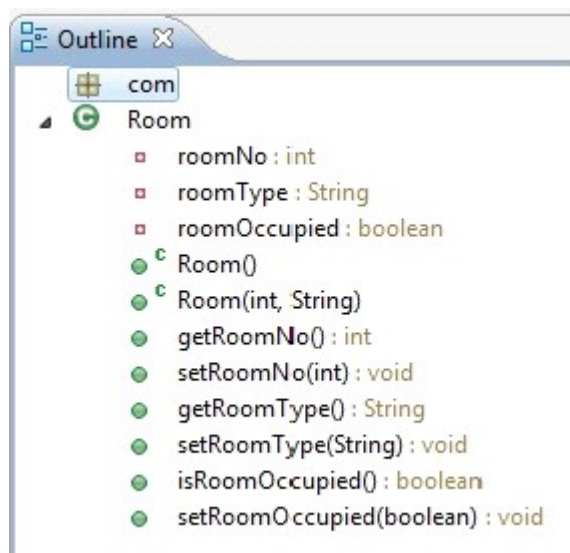 Outline
com
Room
roomNo : int
roomType : String
roomOccupied : boolean
C Room()
C Room(int, String)
getRoomNo() : int
setRoomNo(int) : void
getRoomType() : String
setRoomType(String) : void
isRoomOccupied() : boolean
setRoomOccupied(boolean) : void